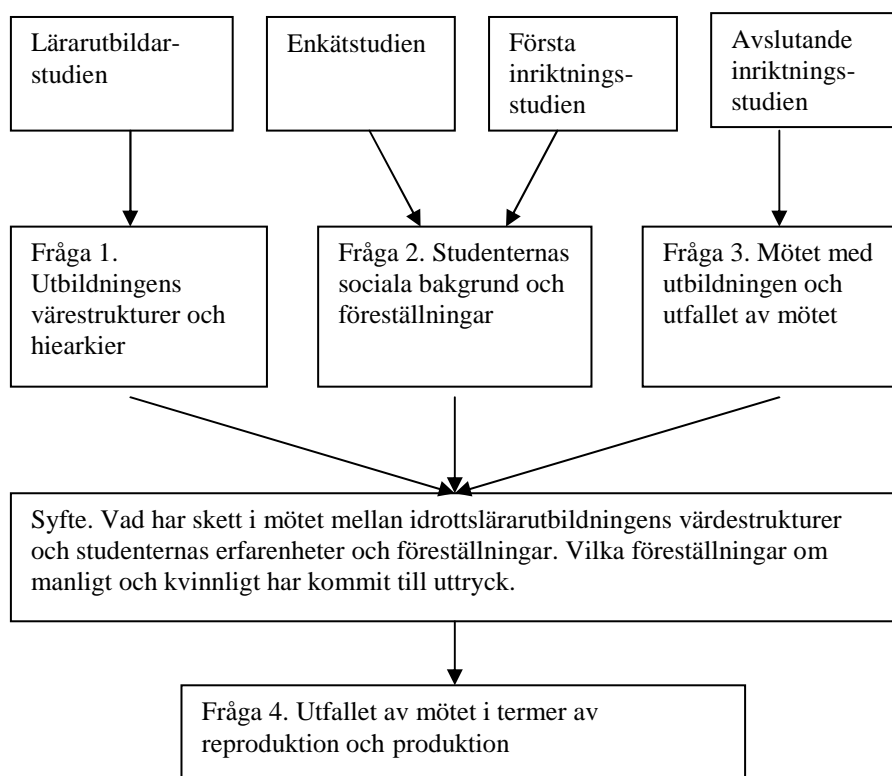 Lärarutbildar-
studien
Enkätstudien
Första
inriktnings-
studien
Avslutande
inriktnings-
studien
Fråga 1.
Utbildningens
värestrukturer och
hiearkier
Fråga 2. Studenternas
sociala bakgrund och
föreställningar
Fråga 3. Mötet med
utbildningen och
utfallet av mötet
Syfte. Vad har skett i mötet mellan idrottslärarutbildningens värdestrukturer
och studenternas erfarenheter och föreställningar. Vilka föreställningar om
manligt och kvinnligt har kommit till uttryck.
Fråga 4. Utfallet av mötet i termer av
reproduktion och produktion